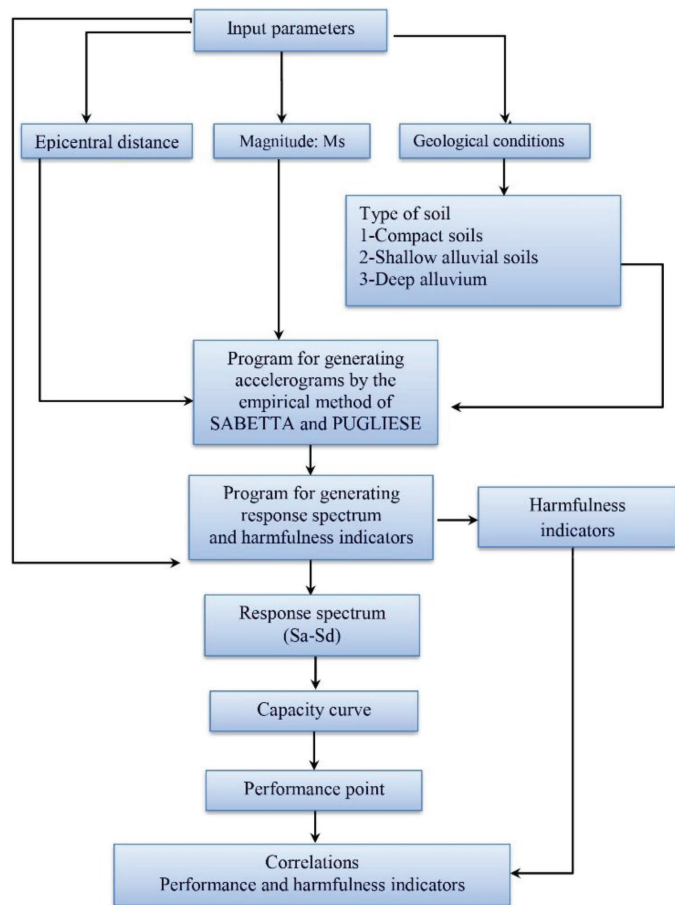 Input parameters
Epicentral distance
Magnitude: Ms
Geological conditions
Type of soil
1-Compact soils
2-Shallow alluvial soils
3-Deep alluvium
Program for generating
accelerograms by the
empirical method of
SABETTA and PUGLIESE
Program for generating
response spectrum
and harmfulness indicators
Harmfulness
indicators
Response spectrum
(Sa-Sd)
Capacity curve
Performance point
Correlations
Performance and harmfulness indicators